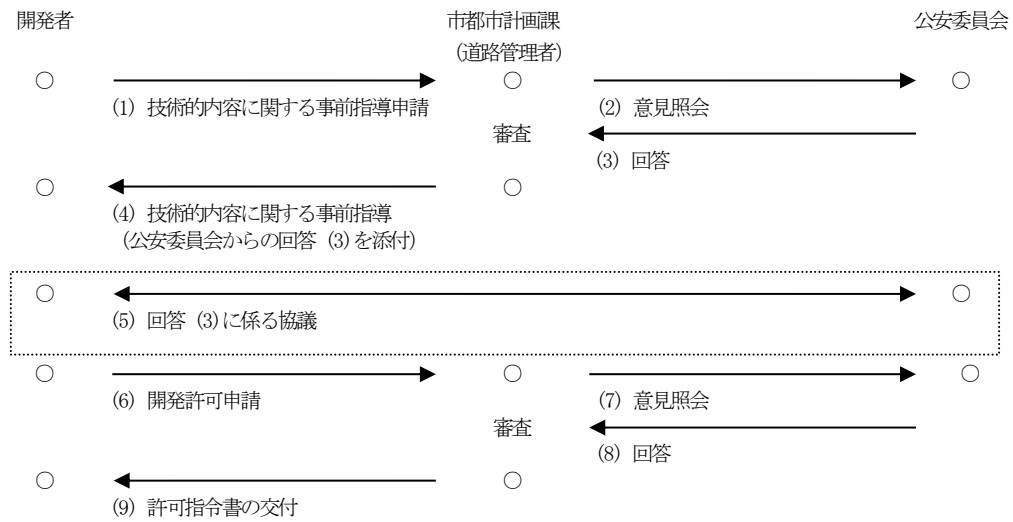 開発者 市都市計画課 公安委員会
(道路管理者)
○ ○ ○
(1) 技術的内容に関する事前指導申請 (2) 意見照会
審査
(3) 回答
○ ○
(4) 技術的内容に関する事前指導
(公安委員会からの回答 (3)を添付)
○ ○
(5) 回答 (3)に係る協議
○ ○ ○
(6) 開発許可申請 (7) 意見照会
審査
(8) 回答
○ ○
(9) 許可指令書の交付